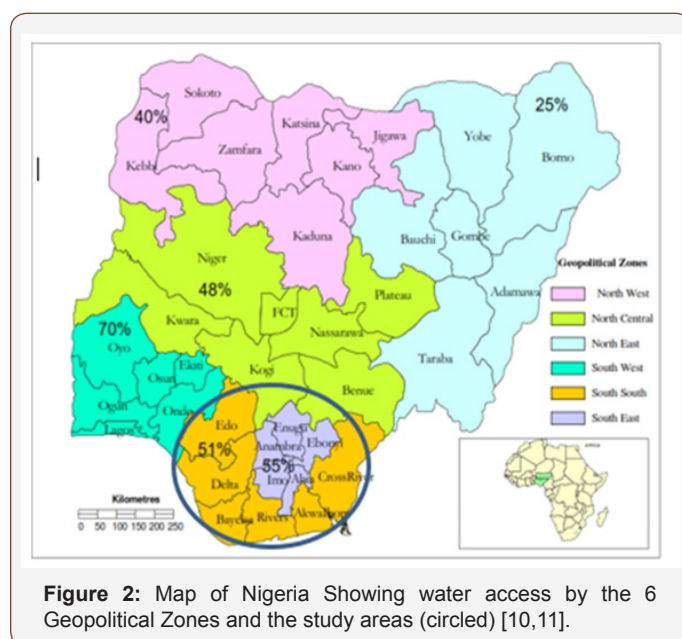 Sokoto
40%
Katsina
Jigawa
Yobe
25%
Borno
Kebbi
Zamfara
Kano
Kaduna
Bauchi
Gombe
Adamawa
Niger
48%
FCT
Plateau
Kwara
Nassarawa
Taraba
70%
Oyo
Osun
Ekiti
Kogi
Benue
Ogun
Ondo
Lagos
Edo
51%
Enugu
Anambra
Ebonyi
55%
Imo
Abia
CrossRiver
Delta
Bayelsa
Rivers
Geopolitical Zones
North West
North Central
North East
South West
South South
South East
Kilometres
0 50 100 150 200 250
Figure 2: Map of Nigeria Showing water access by the 6
Geopolitical Zones and the study areas (circled) [10,11].